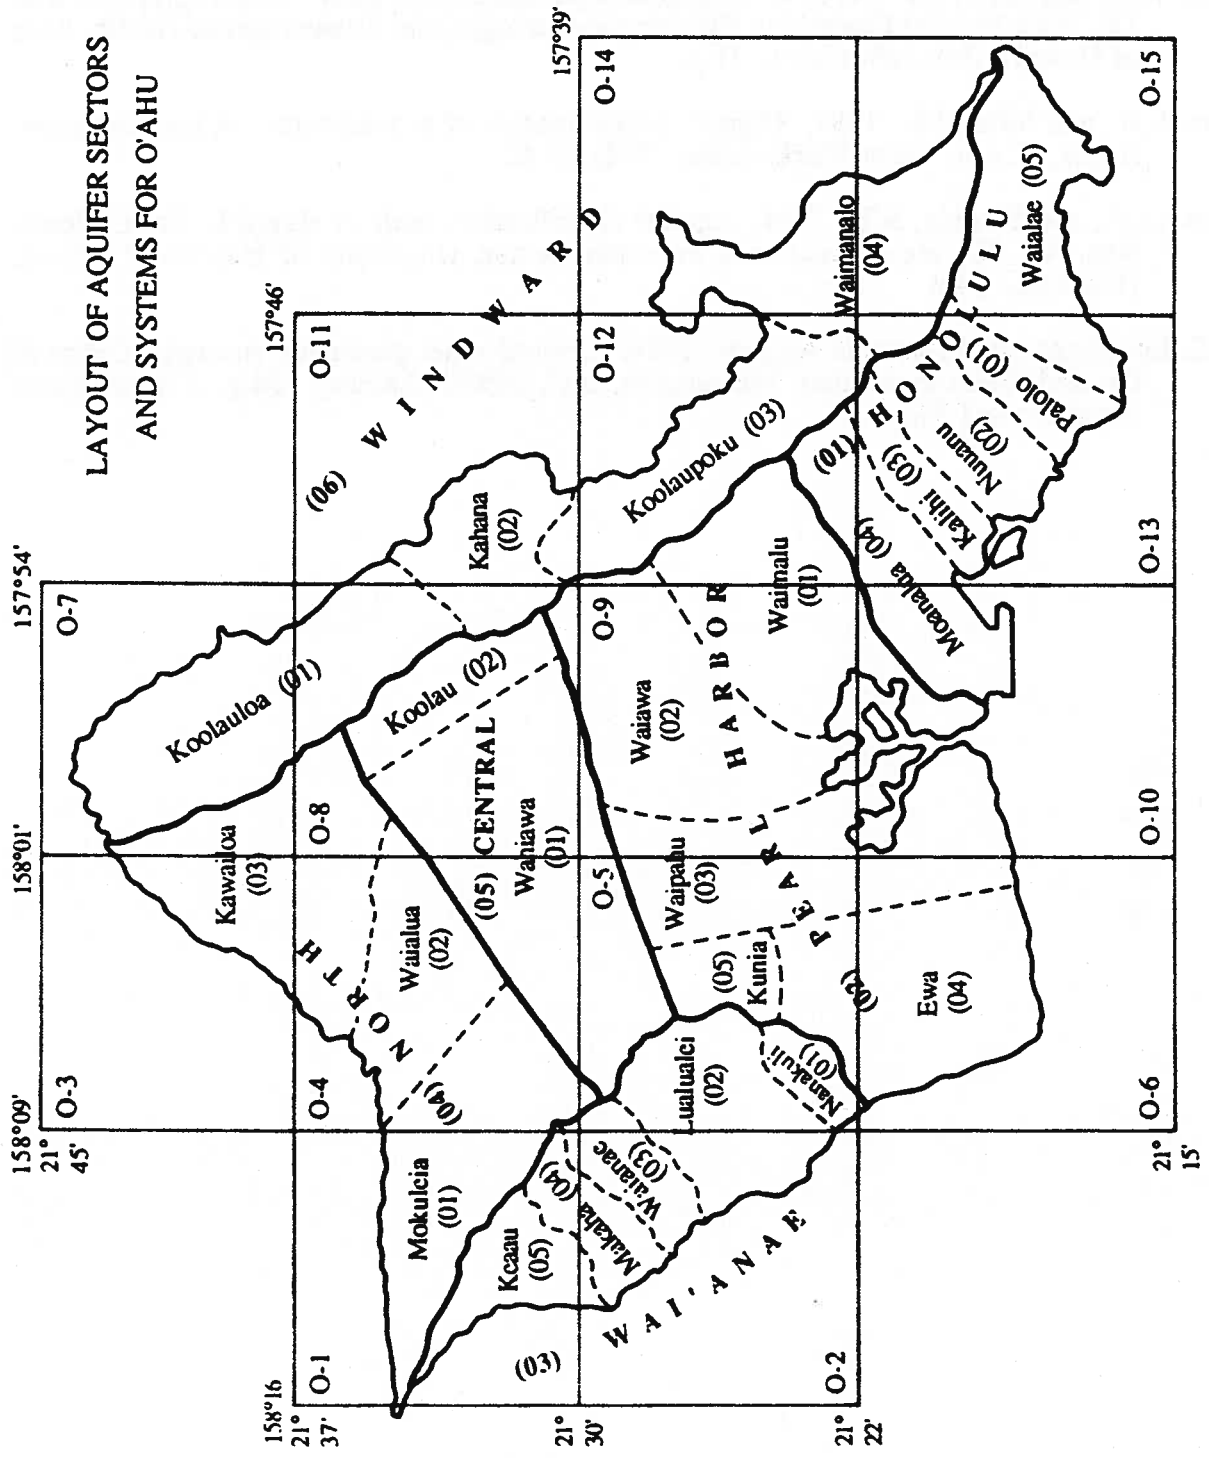 LAYOUT OF AQUIFER SECTORS
AND SYSTEMS FOR O'AHU
158°16
158°09'
158°01'
157°54'
157°46'
157°39'
21°
45'
21°
37'
21°
30'
21°
22'
21°
15'
O-1
O-2
O-3
O-4
O-5
O-6
O-7
O-8
O-9
O-10
O-11
O-12
O-13
O-14
O-15
(03)
WAI'ANAE
Keaau
(05)
Makaha
(04)
Waianae
(03)
Lualualei
(02)
Nanakuli
(01)
(04)
NORTH
Mokuleia
(01)
Waialua
(02)
Kawailoa
(03)
(05) CENTRAL
Wahiawa
(01)
Koolau (02)
(06) WINDWARD
Koolauloa (01)
Kahana
(02)
Koolaupoku (03)
Waimanalo
(04)
(02) PEARL HARBOR
Waimalu
(01)
Waiawa
(02)
Waipahu
(03)
Ewa
(04)
(05)
Kunia
(01) HONOLULU
Palolo (01)
Nuuanu
(02)
Kalihi (03)
Moanalua (04)
Waialae (05)